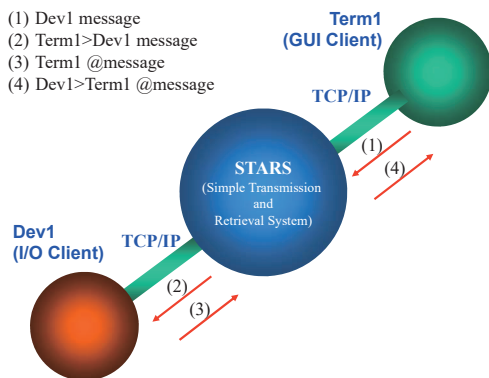 (1) Dev1 message
(2) Term1>Dev1 message
(3) Term1 @message
(4) Dev1>Term1 @message
Term1
(GUI Client)
TCP/IP
(1)
(4)
STARS
(Simple Transmission
and
Retrieval System)
Dev1
(I/O Client)
TCP/IP
(2)
(3)